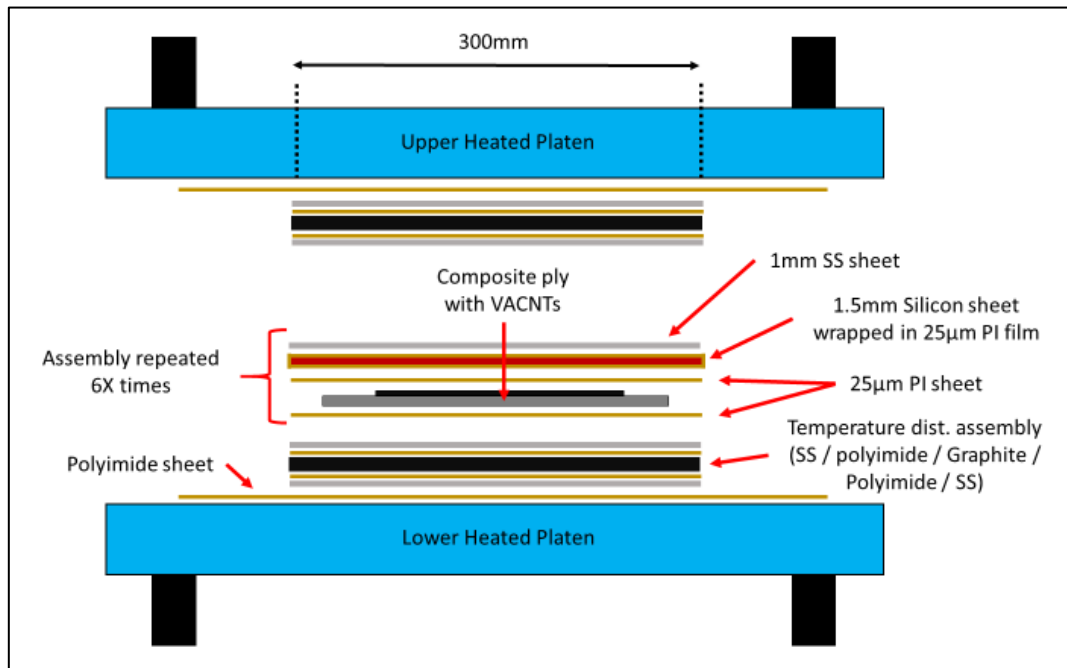 300mm
Upper Heated Platen
1mm SS sheet
Composite ply
with VACNTs
1.5mm Silicon sheet
wrapped in 25µm PI film
Assembly repeated
6X times
25µm PI sheet
Temperature dist. assembly
(SS / polyimide / Graphite /
Polyimide / SS)
Polyimide sheet
Lower Heated Platen